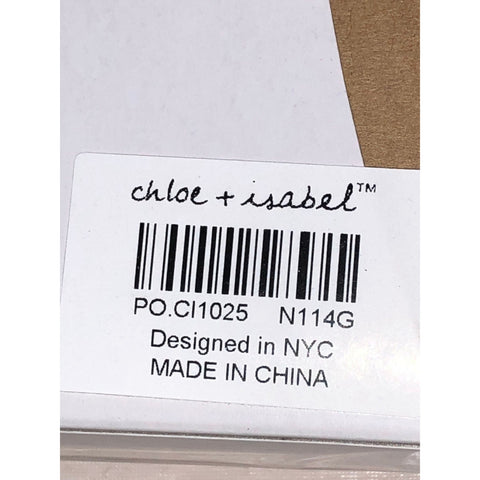 chloe + isabel™
PO.CI1025 N114G
Designed in NYC
MADE IN CHINA